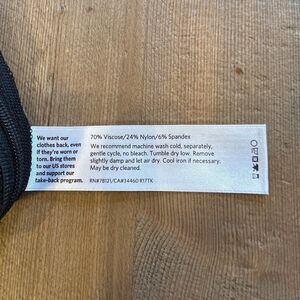 We want our
clothes back, even
if they're worn or
torn. Bring them
to our US stores
and support our
take-back program.
70% Viscose/24% Nylon/6% Spandex
We recommend machine wash cold, separately,
gentle cycle, no bleach. Tumble dry low. Remove
slightly damp and let air dry. Cool iron if necessary.
May be dry cleaned.
RN#78121/CA#34460 R17TK